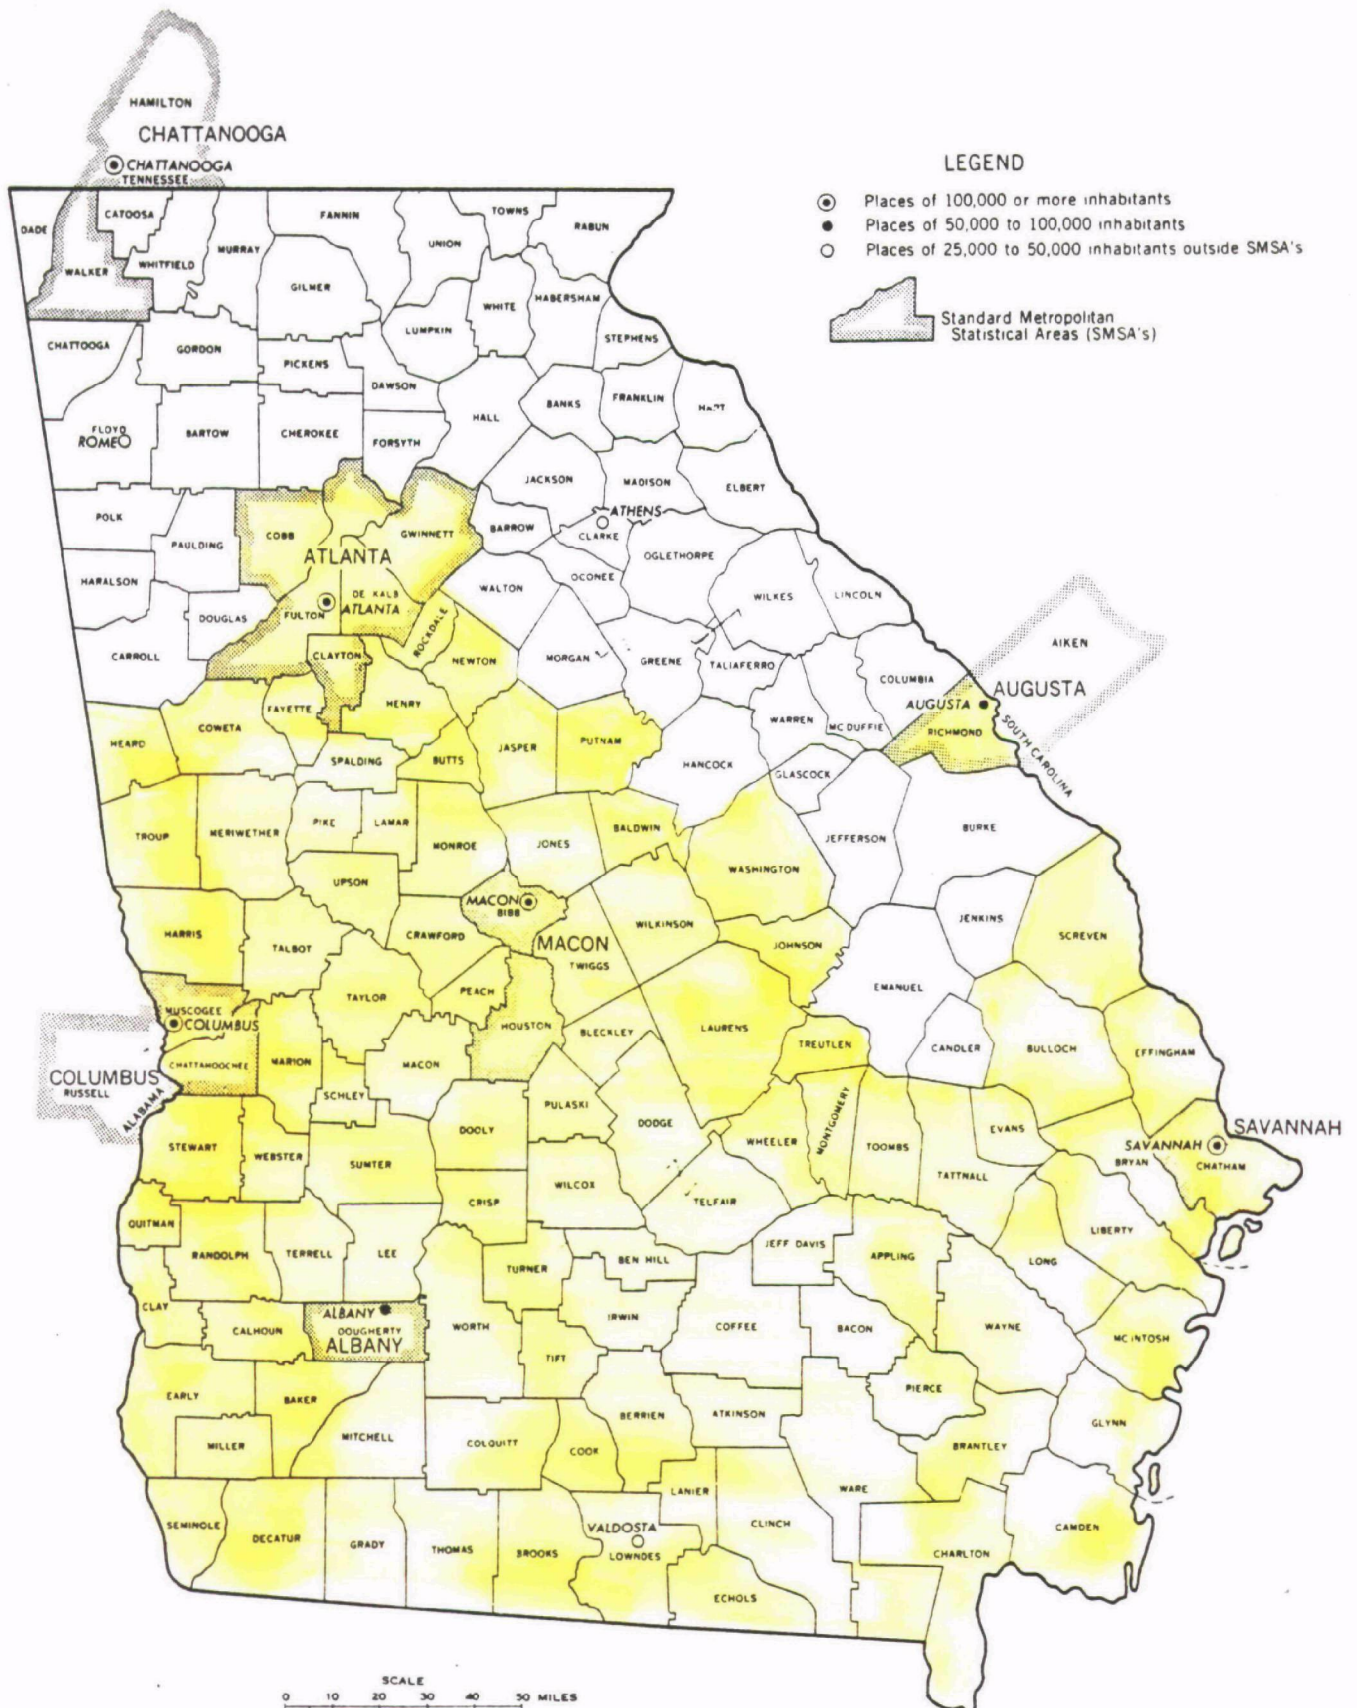 HAMILTON
CHATTANOOGA
CHATTANOOGA
TENNESSEE
LEGEND
Places of 100,000 or more inhabitants
Places of 50,000 to 100,000 inhabitants
Places of 25,000 to 50,000 inhabitants outside SMSA's
Standard Metropolitan
Statistical Areas (SMSA's)
DADE
CATOOSA
WALKER
WHITFIELD
MURRAY
FANNIN
GILMER
UNION
TOWNS
RABUN
LUMPKIN
WHITE
HABERSHAM
STEPHENS
CHATTOOGA
GORDON
PICKENS
DAWSON
HALL
BANKS
FRANKLIN
HART
FLOYD
ROME
BARTOW
CHEROKEE
FORSYTH
JACKSON
MADISON
ELBERT
POLK
PAULDING
COBB
GWINNETT
BARROW
ATHENS
CLARKE
OGLETHORPE
ATLANTA
HARALSON
DOUGLAS
FULTON
DE KALB
ATLANTA
ROCKDALE
WALTON
OCONEE
WILKES
LINCOLN
CARROLL
CLAYTON
NEWTON
MORGAN
GREENE
TALIAFERRO
COLUMBIA
AIKEN
AUGUSTA
AUGUSTA
SOUTH CAROLINA
RICHMOND
COWETA
FAYETTE
HENRY
HEARD
SPALDING
BUTTS
JASPER
PUTNAM
HANCOCK
WARREN
MC DUFFIE
GLASCOCK
TROUP
MERIWETHER
PIKE
LAMAR
MONROE
JONES
BALDWIN
WASHINGTON
JEFFERSON
BURKE
UPSON
MACON
BIBB
HARRIS
TALBOT
CRAWFORD
MACON
TWIGGS
WILKINSON
JOHNSON
JENKINS
SCREVEN
EMANUEL
MUSCOGEE
COLUMBUS
TAYLOR
PEACH
HOUSTON
BLECKLEY
LAURENS
TREUTLEN
CANDLER
BULLOCH
EFFINGHAM
COLUMBUS
RUSSELL
ALABAMA
CHATTAHOOCHEE
MARION
MACON
SCHLEY
PULASKI
DODGE
DOOLY
WHEELER
MONTGOMERY
TOOMBS
EVANS
TATTNALL
SAVANNAH
SAVANNAH
BRYAN
CHATHAM
STEWART
WEBSTER
SUMTER
CRISP
WILCOX
TELFAIR
LIBERTY
QUITMAN
RANDOLPH
TERRELL
LEE
TURNER
BEN HILL
JEFF DAVIS
APPLING
LONG
CLAY
CALHOUN
ALBANY
DOUGHERTY
ALBANY
WORTH
IRWIN
COFFEE
BACON
WAYNE
MC INTOSH
TIFT
EARLY
BAKER
MILLER
MITCHELL
COLQUITT
COOK
BERRIEN
ATKINSON
PIERCE
BRANTLEY
GLYNN
LANIER
WARE
SEMINOLE
DECATUR
GRADY
THOMAS
BROOKS
VALDOSTA
LOWNDES
CLINCH
ECHOLS
CHARLTON
CAMDEN
SCALE
0 10 20 30 50 MILES